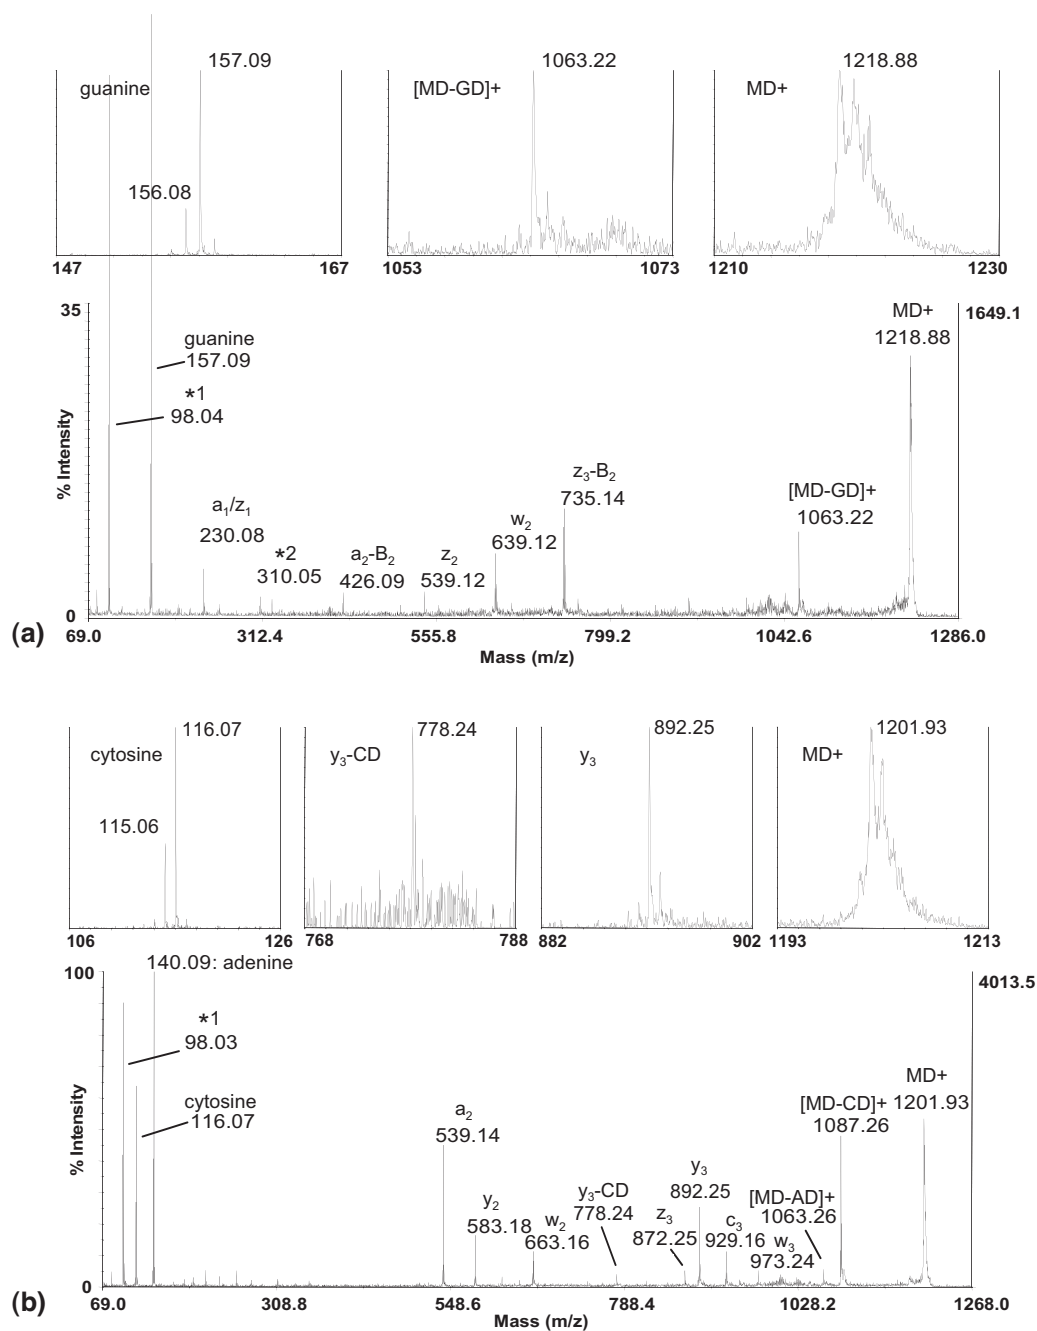 guanine
157.09
156.08
147
167
[MD-GD]+
1063.22
1053
1073
MD+
1218.88
1210
1230
35
% Intensity
0
guanine
157.09
*1
98.04
a1/z1
230.08
*2
310.05
a2-B2
426.09
z2
539.12
w2
639.12
z3-B2
735.14
[MD-GD]+
1063.22
MD+
1218.88
1649.1
69.0
312.4
555.8
799.2
1042.6
1286.0
Mass (m/z)
(a)
cytosine
116.07
115.06
106
126
y3-CD
778.24
768
788
y3
892.25
882
902
MD+
1201.93
1193
1213
100
% Intensity
0
140.09: adenine
*1
98.03
cytosine
116.07
a2
539.14
y2
583.18
w2
663.16
y3-CD
778.24
z3
872.25
y3
892.25
c3
929.16
w3
973.24
[MD-AD]+
1063.26
[MD-CD]+
1087.26
MD+
1201.93
4013.5
69.0
308.8
548.6
788.4
1028.2
1268.0
Mass (m/z)
(b)